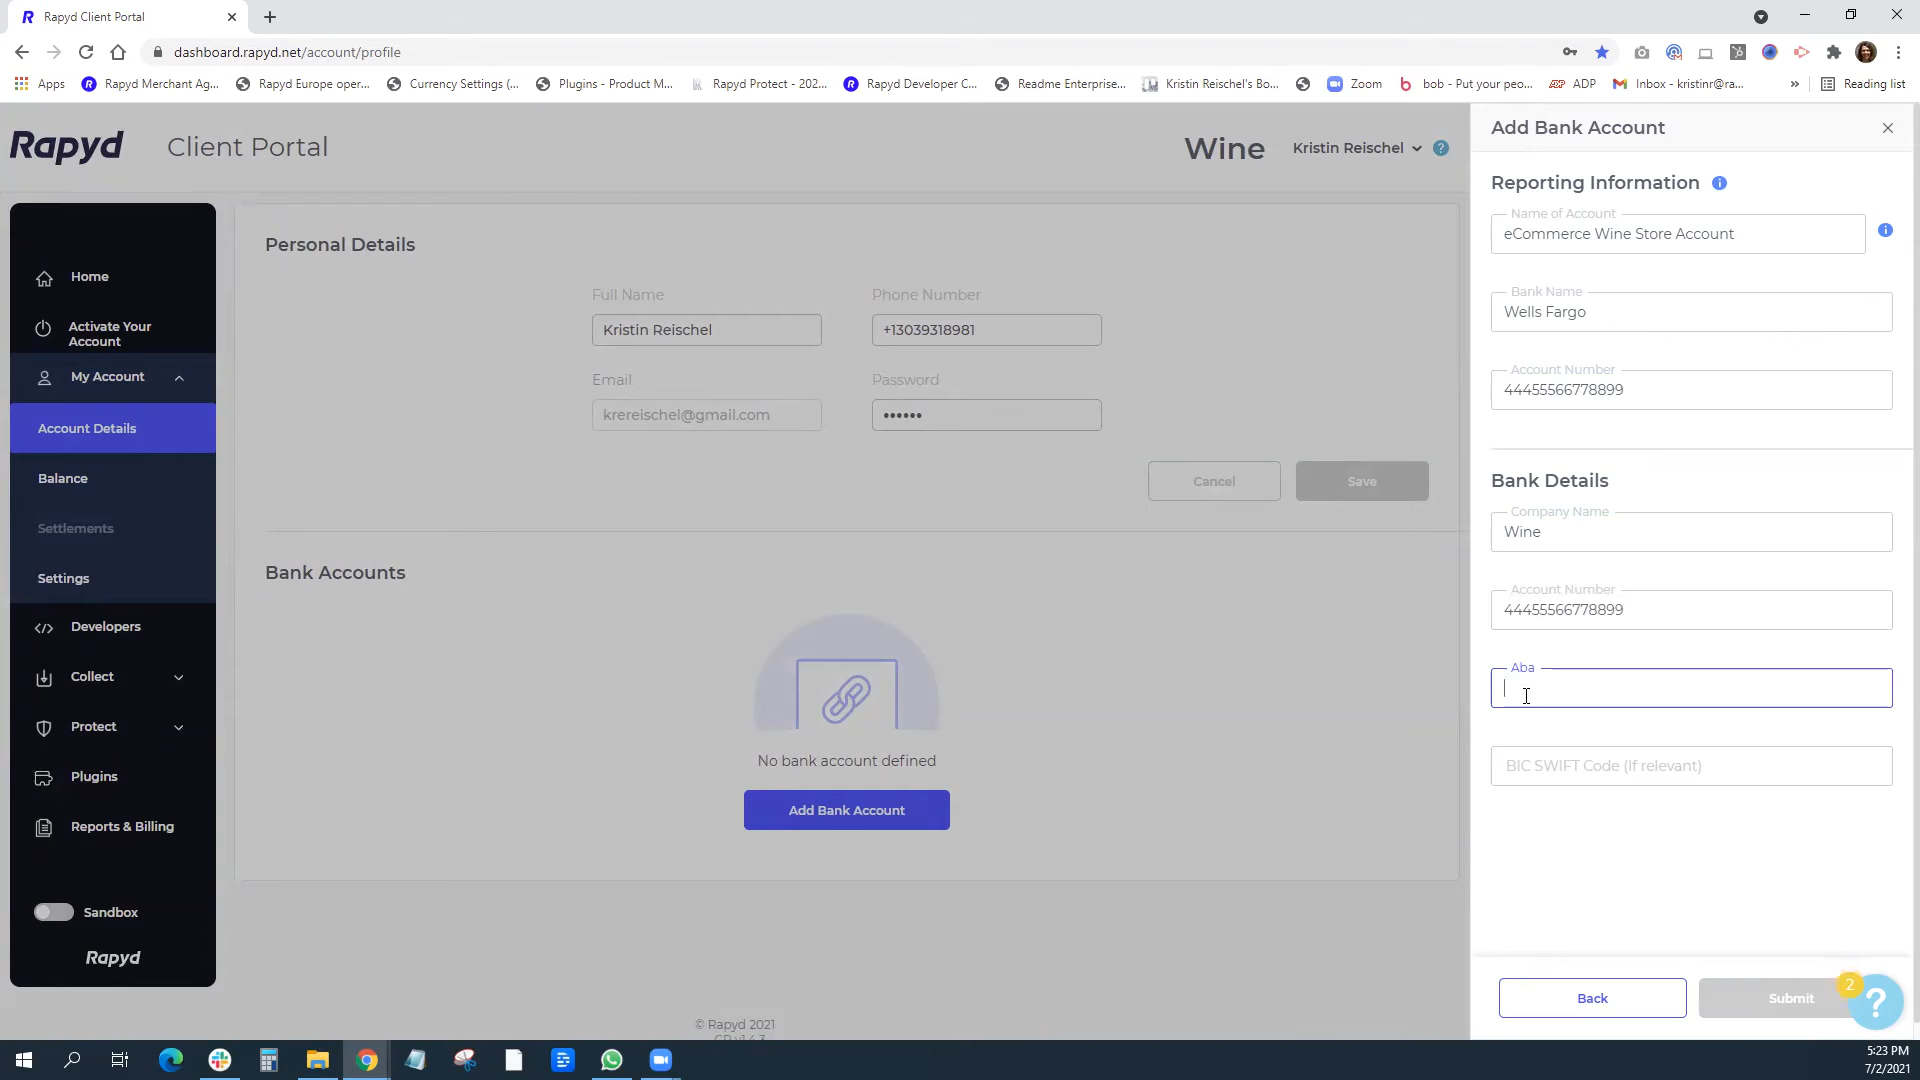 Rapyd Client Portal
dashboard.rapyd.net/account/profile
Apps
Rapyd Merchant Ag...
Rapyd Europe oper...
Currency Settings (...
Plugins - Product M...
Rapyd Protect - 202...
Rapyd Developer C...
Readme Enterprise...
Kristin Reischel's Bo...
Zoom
bob - Put your peo...
ADP
Inbox - kristinr@ra...
»
Reading list
Rapyd
Client Portal
Wine
Kristin Reischel
?
Home
Activate Your
Account
My Account
Account Details
Balance
Settlements
Settings
Developers
Collect
Protect
Plugins
Reports & Billing
Sandbox
Rapyd
Personal Details
Full Name
Kristin Reischel
Phone Number
+13039318981
Email
krereischel@gmail.com
Password
••••••
Cancel
Save
Bank Accounts
No bank account defined
Add Bank Account
© Rapyd 2021
Add Bank Account
Reporting Information
Name of Account
eCommerce Wine Store Account
Bank Name
Wells Fargo
Account Number
44455566778899
Bank Details
Company Name
Wine
Account Number
44455566778899
Aba
BIC SWIFT Code (If relevant)
Back
Submit
2
?
5:23 PM
7/2/2021